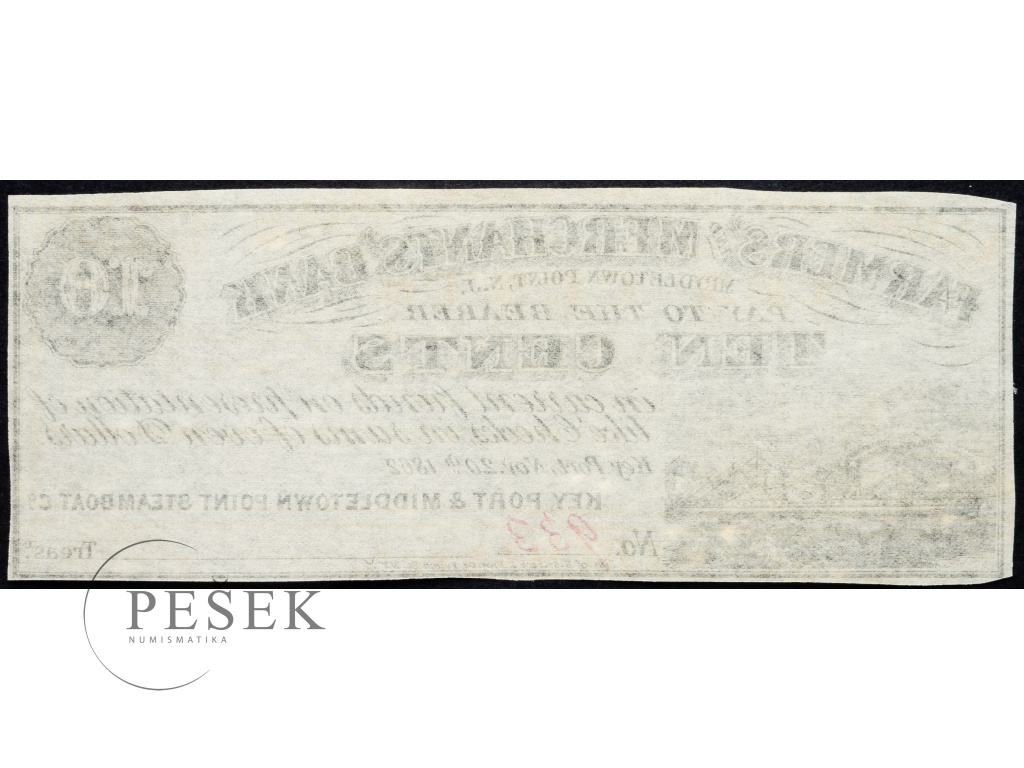 FARMERS' & MERCHANTS' BANK
10
MIDDLETOWN POINT, N.J.
PAY TO THE BEARER
TEN CENTS.
in current funds on presentation of
like Checks in sums of even Dollars
Key Port, Nov. 20th 1862
KEY PORT & MIDDLETOWN POINT STEAMBOAT Co.
No. 933
Treasr.
PEŠEK
NUMISMATIKA